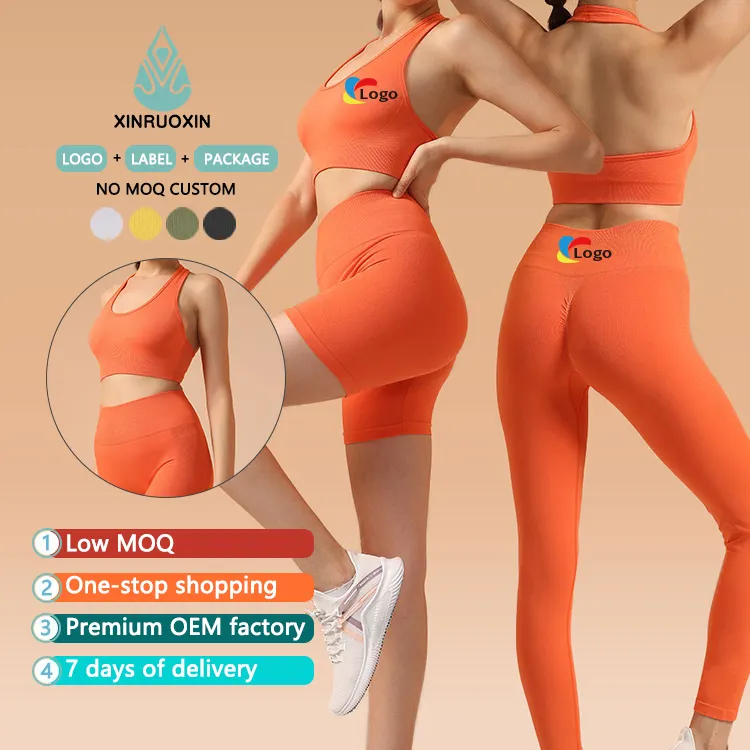 XINRUOXIN
LOGO + LABEL + PACKAGE
NO MOQ CUSTOM
Logo
Logo
1 Low MOQ
2 One-stop shopping
3 Premium OEM factory
4 7 days of delivery